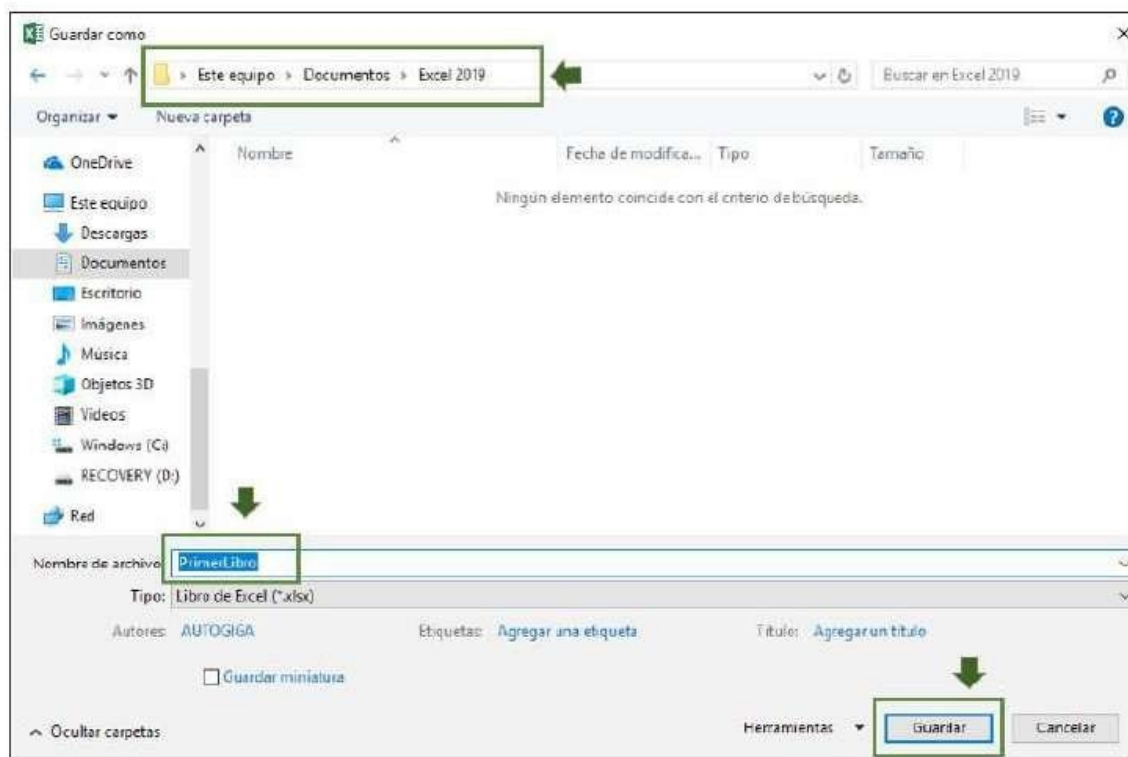 Guardar como
Este equipo > Documentos > Excel 2019
Buscar en Excel 2019
Organizar
Nueva carpeta
Nombre
Fecha de modifica...
Tipo
Tamaño
Ningún elemento coincide con el criterio de búsqueda.
OneDrive
Este equipo
Descargas
Documentos
Escritorio
Imágenes
Música
Objetos 3D
Vídeos
Windows (C:)
RECOVERY (D:)
Red
Nombre de archivo: PrimerLibro
Tipo: Libro de Excel (*.xlsx)
Autores: AUTOGIGA
Etiquetas: Agregar una etiqueta
Título: Agregar un título
Guardar miniatura
Ocultar carpetas
Herramientas
Guardar
Cancelar